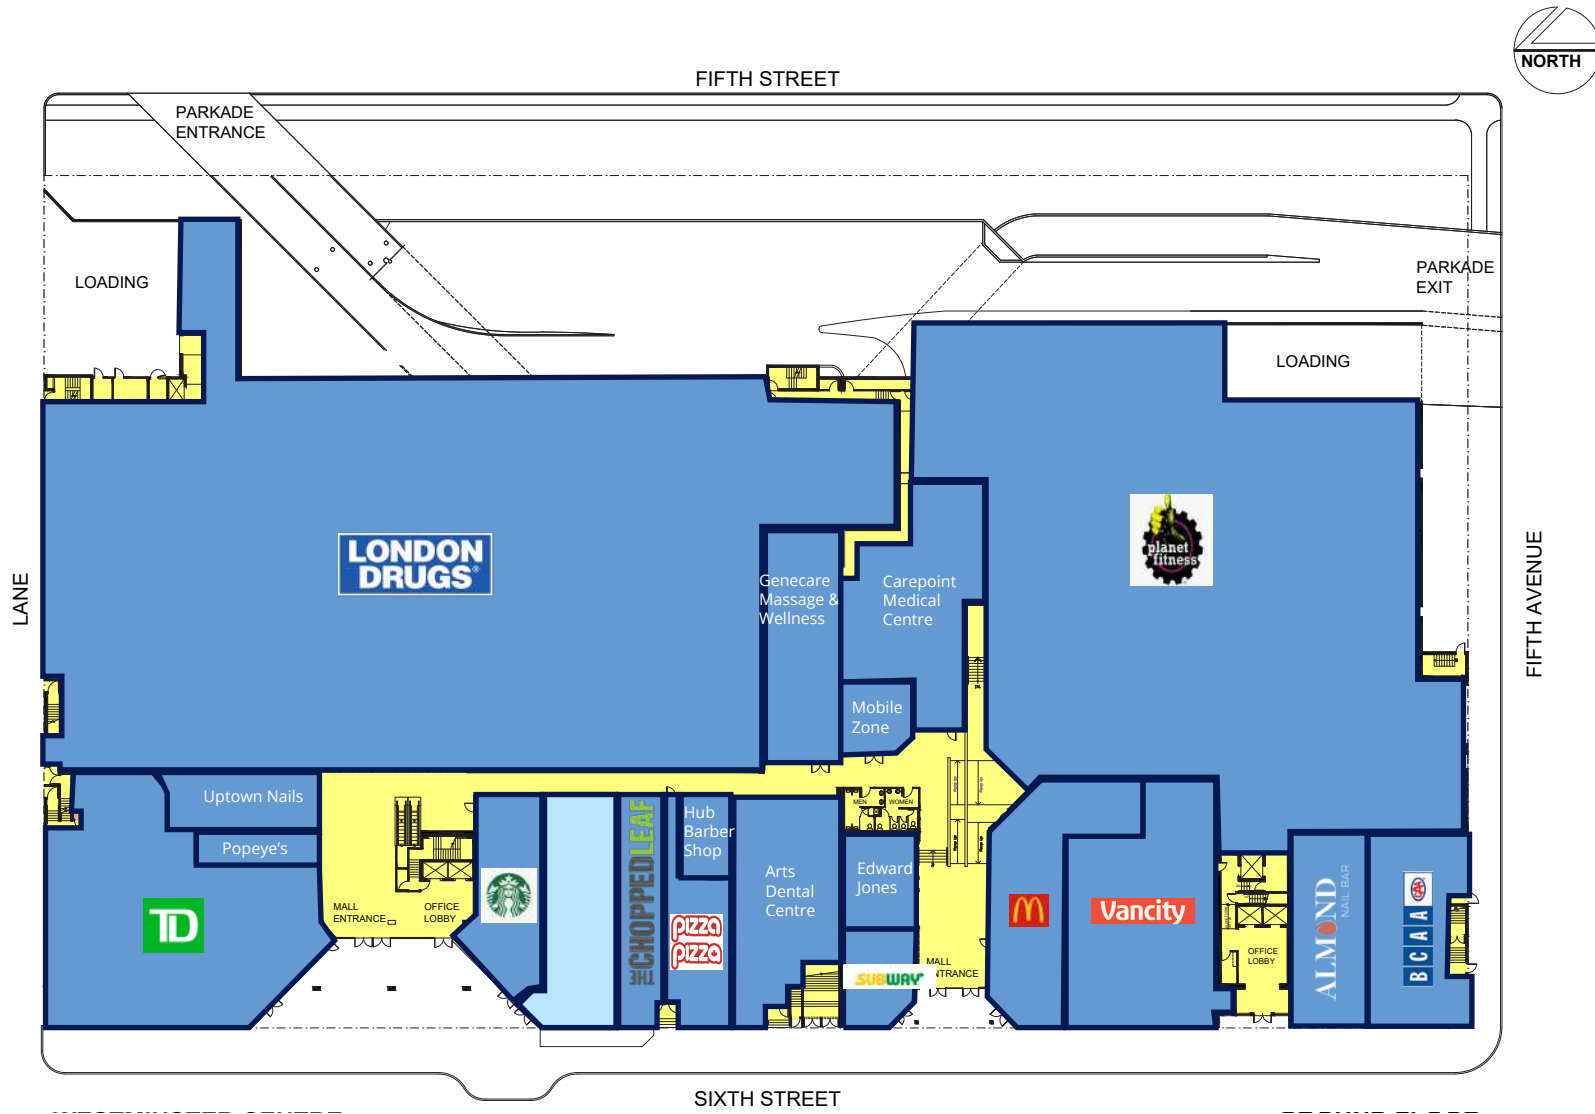 NORTH
FIFTH STREET
PARKADE
ENTRANCE
LOADING
PARKADE
EXIT
LOADING
LANE
LONDON
DRUGS
planet
fitness
FIFTH AVENUE
Genecare
Massage &
Wellness
Carepoint
Medical
Centre
Mobile
Zone
Uptown Nails
Popeye's
TD
MALL
ENTRANCE
OFFICE
LOBBY
THE CHOPPED LEAF
Hub
Barber
Shop
pizza
pizza
Arts
Dental
Centre
MEN
WOMEN
Edward
Jones
SUBWAY
MALL
ENTRANCE
Vancity
OFFICE
LOBBY
ALMOND
NAIL BAR
BCAA
CAA
SIXTH STREET